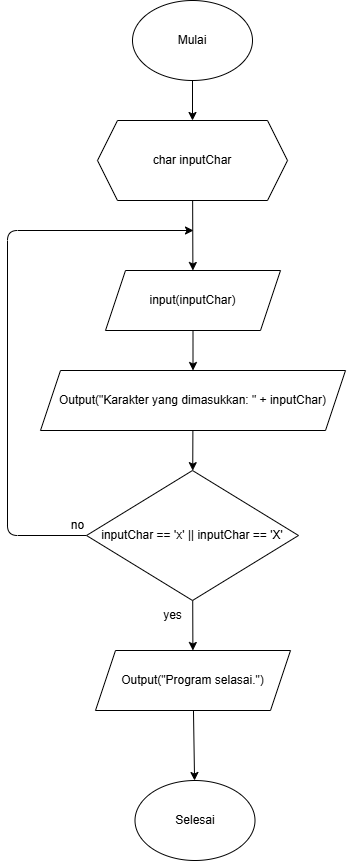 Mulai
char inputChar
input(inputChar)
Output("Karakter yang dimasukkan: " + inputChar)
inputChar == 'x' || inputChar == 'X'
no
yes
Output("Program selasai.")
Selesai